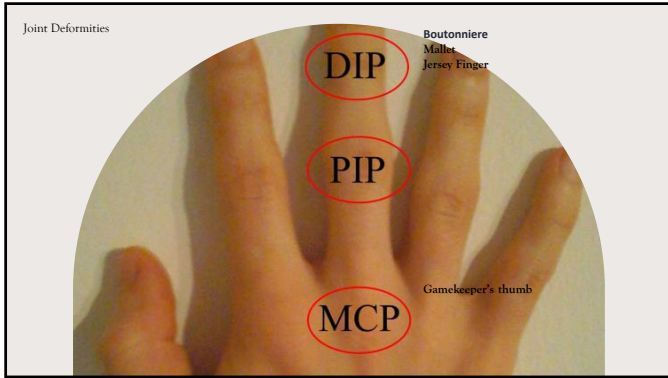 Joint Deformities
DIP
Boutonniere
Mallet
Jersey Finger
PIP
Gamekeeper's thumb
MCP